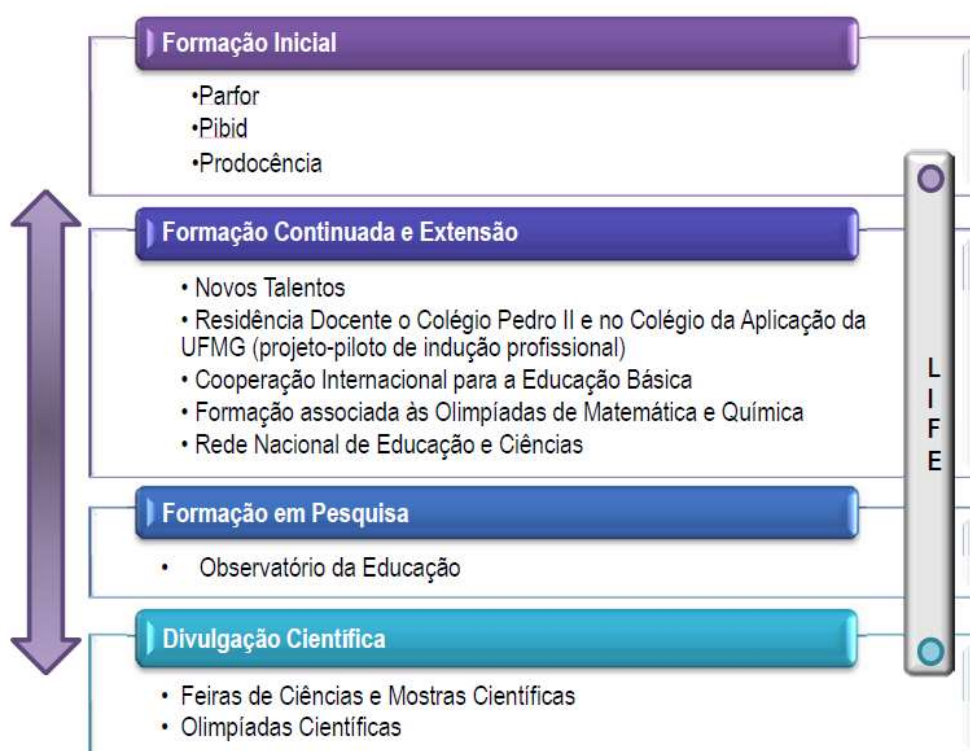 Formação Inicial
•Parfor
•Pibid
•Prodocência
Formação Continuada e Extensão
• Novos Talentos
• Residência Docente o Colégio Pedro II e no Colégio da Aplicação da
UFMG (projeto-piloto de indução profissional)
• Cooperação Internacional para a Educação Básica
• Formação associada às Olimpíadas de Matemática e Química
• Rede Nacional de Educação e Ciências
Formação em Pesquisa
• Observatório da Educação
Divulgação Científica
• Feiras de Ciências e Mostras Científicas
• Olimpíadas Científicas
L
I
F
E